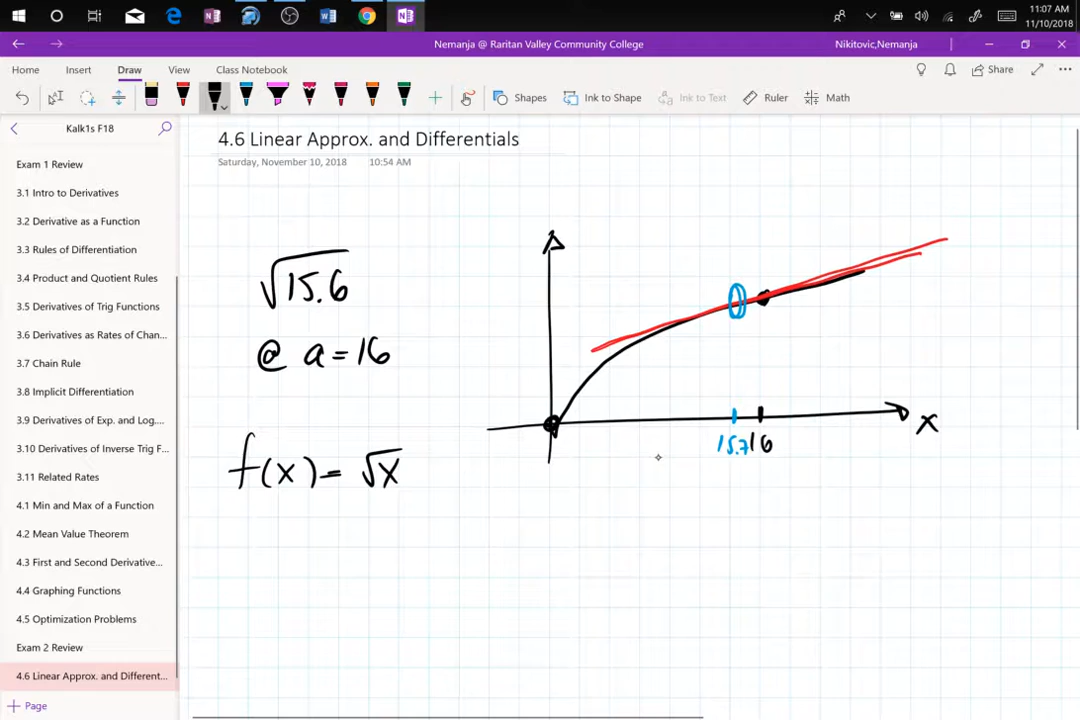 11:07 AM
11/10/2018
Nemanja @ Raritan Valley Community College
Nikitovic,Nemanja
Home Insert Draw View Class Notebook
Share
Shapes Ink to Shape Ink to Text Ruler Math
Kalk1s F18
Exam 1 Review
3.1 Intro to Derivatives
3.2 Derivative as a Function
3.3 Rules of Differentiation
3.4 Product and Quotient Rules
3.5 Derivatives of Trig Functions
3.6 Derivatives as Rates of Chan...
3.7 Chain Rule
3.8 Implicit Differentiation
3.9 Derivatives of Exp. and Log....
3.10 Derivatives of Inverse Trig F...
3.11 Related Rates
4.1 Min and Max of a Function
4.2 Mean Value Theorem
4.3 First and Second Derivative...
4.4 Graphing Functions
4.5 Optimization Problems
Exam 2 Review
4.6 Linear Approx. and Different...
+ Page
4.6 Linear Approx. and Differentials
Saturday, November 10, 2018 10:54 AM
√15.6
@ a=16
f(x)= √x
16
x